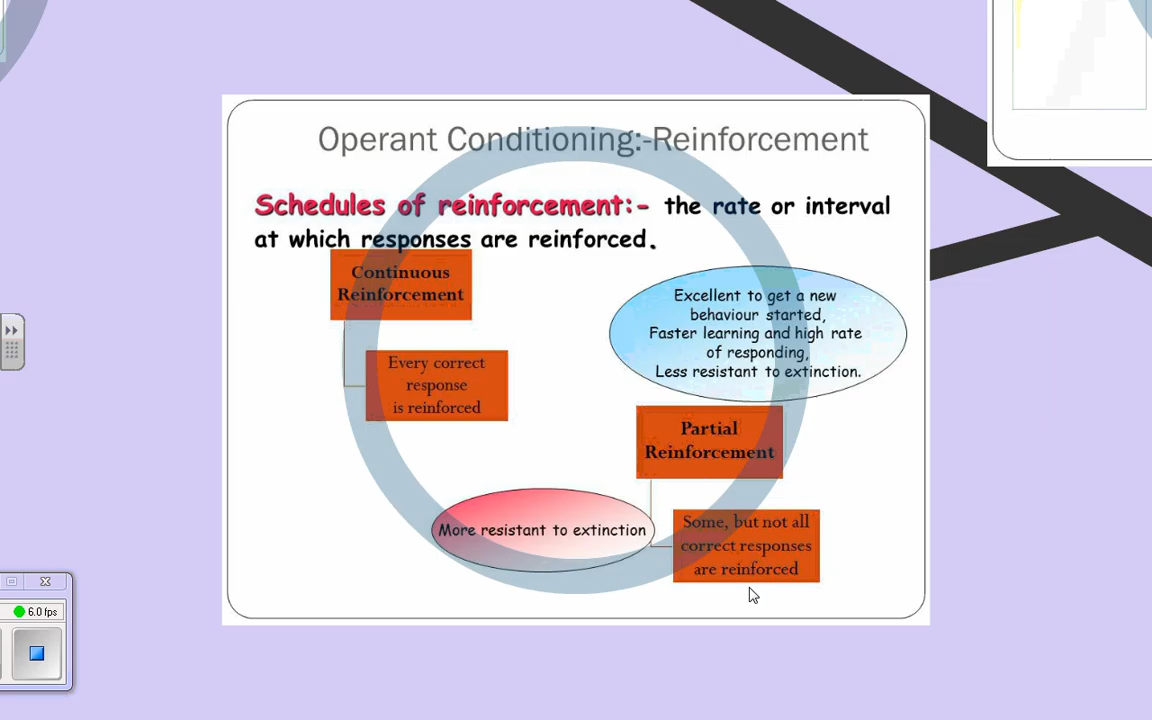 Operant Conditioning:-Reinforcement
Schedules of reinforcement:- the rate or interval
at which responses are reinforced.
Continuous
Reinforcement
Every correct
response
is reinforced
Excellent to get a new
behaviour started,
Faster learning and high rate
of responding,
Less resistant to extinction.
Partial
Reinforcement
More resistant to extinction
Some, but not all
correct responses
are reinforced
6.0 fps